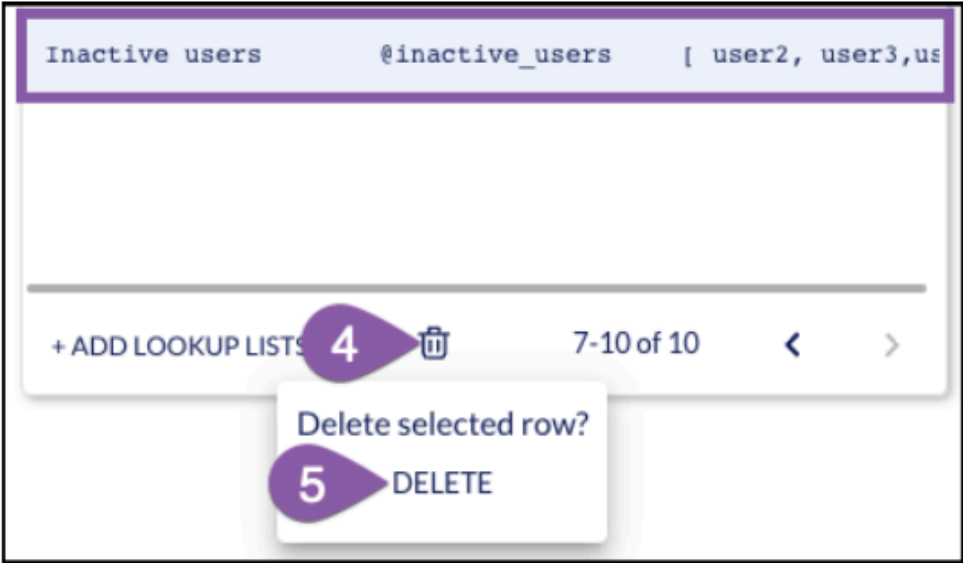 Inactive users @inactive_users [ user2, user3,us
+ ADD LOOKUP LISTS 4 7-10 of 10
Delete selected row?
5 DELETE